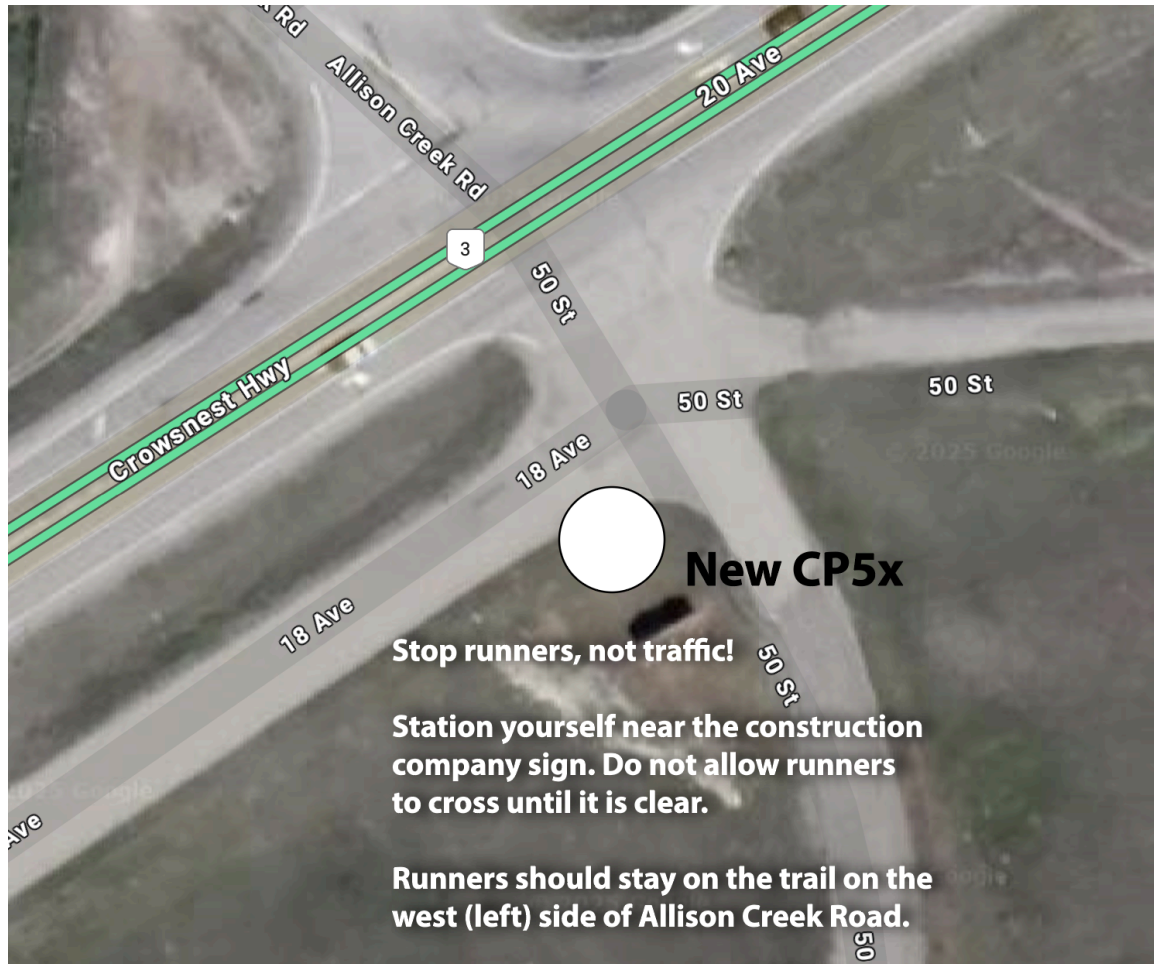 k Rd
Allison Creek Rd
20 Ave
3
50 St
Crowsnest Hwy
50 St
50 St
18 Ave
© 2025 Google
New CP5x
18 Ave
Stop runners, not traffic!
50 St
Station yourself near the construction
company sign. Do not allow runners
to cross until it is clear.
2025 Google
Ave
Runners should stay on the trail on the
west (left) side of Allison Creek Road.
50